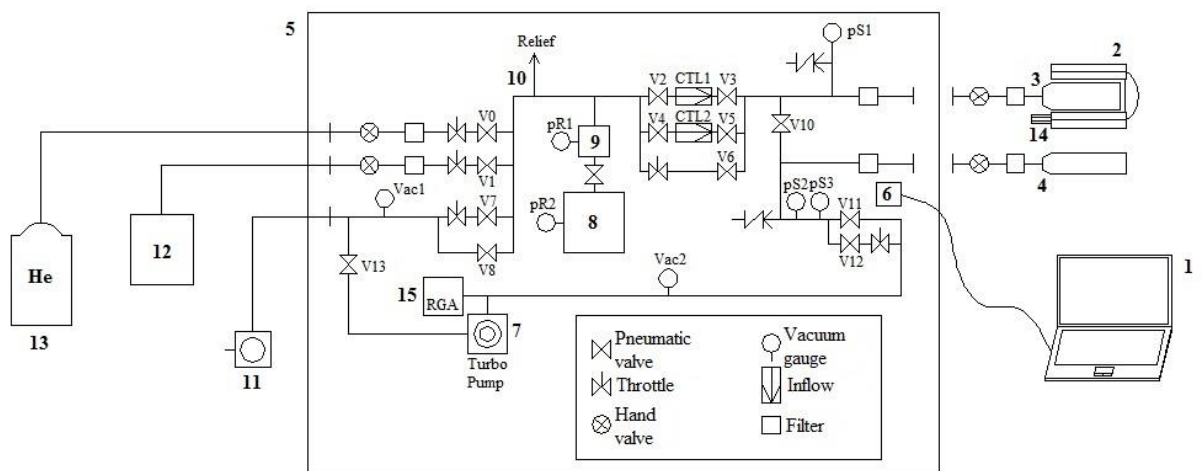 5
Relief
10
pS1
2
3
14
4
V0
V2
CTL1
V3
V4
CTL2
V5
V10
pR1
9
V1
V6
Vac1
pR2
8
V7
V8
pS2
pS3
V11
V12
6
He
12
V13
Vac2
1
13
15
RGA
7
Turbo
Pump
11
Pneumatic
valve
Throttle
Hand
valve
Vacuum
gauge
Inflow
Filter